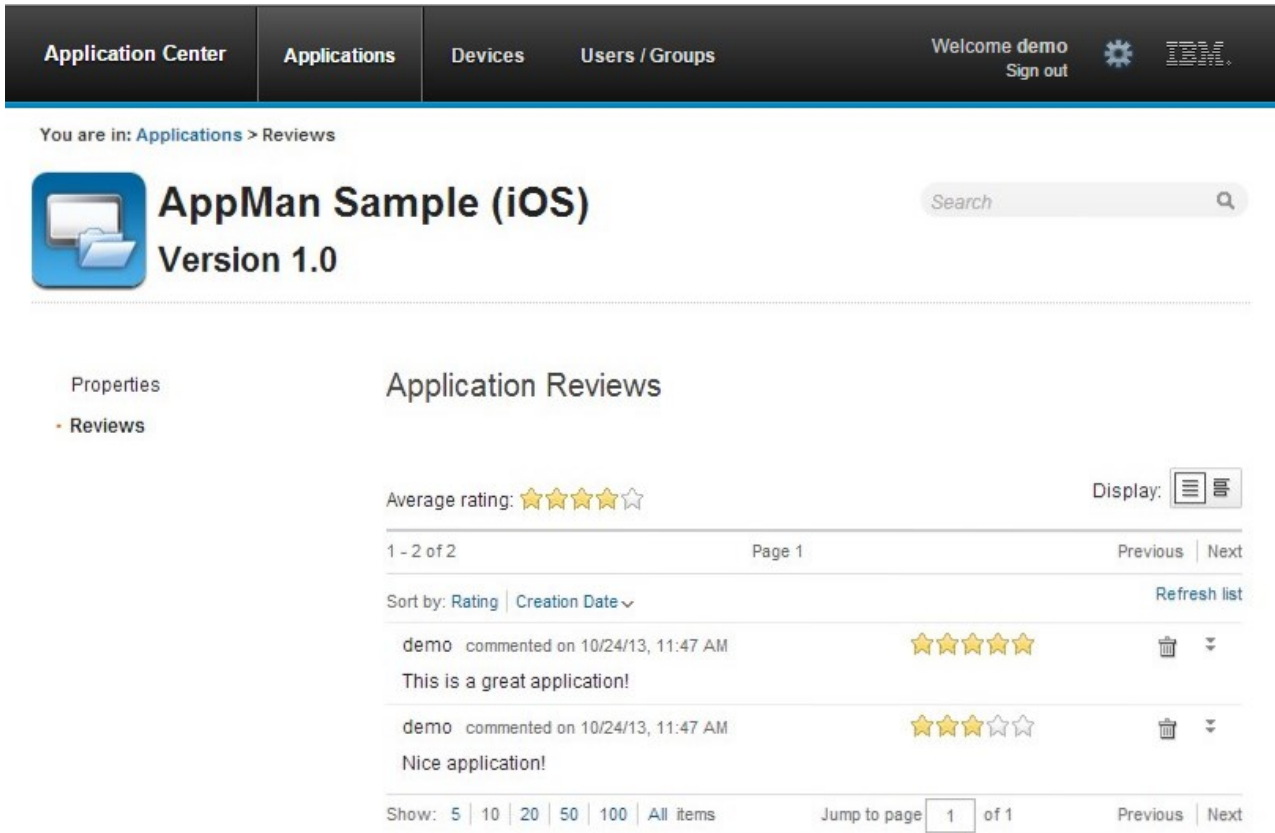 Application Center Applications Devices Users / Groups Welcome demo
Sign out
IBM.
You are in: Applications > Reviews
AppMan Sample (iOS)
Version 1.0
Search
Properties
Reviews
Application Reviews
Average rating:
Display:
1 - 2 of 2 Page 1 Previous Next
Sort by: Rating Creation Date
Refresh list
demo commented on 10/24/13, 11:47 AM
This is a great application!
demo commented on 10/24/13, 11:47 AM
Nice application!
Show: 5 10 20 50 100 All items Jump to page 1 of 1 Previous Next